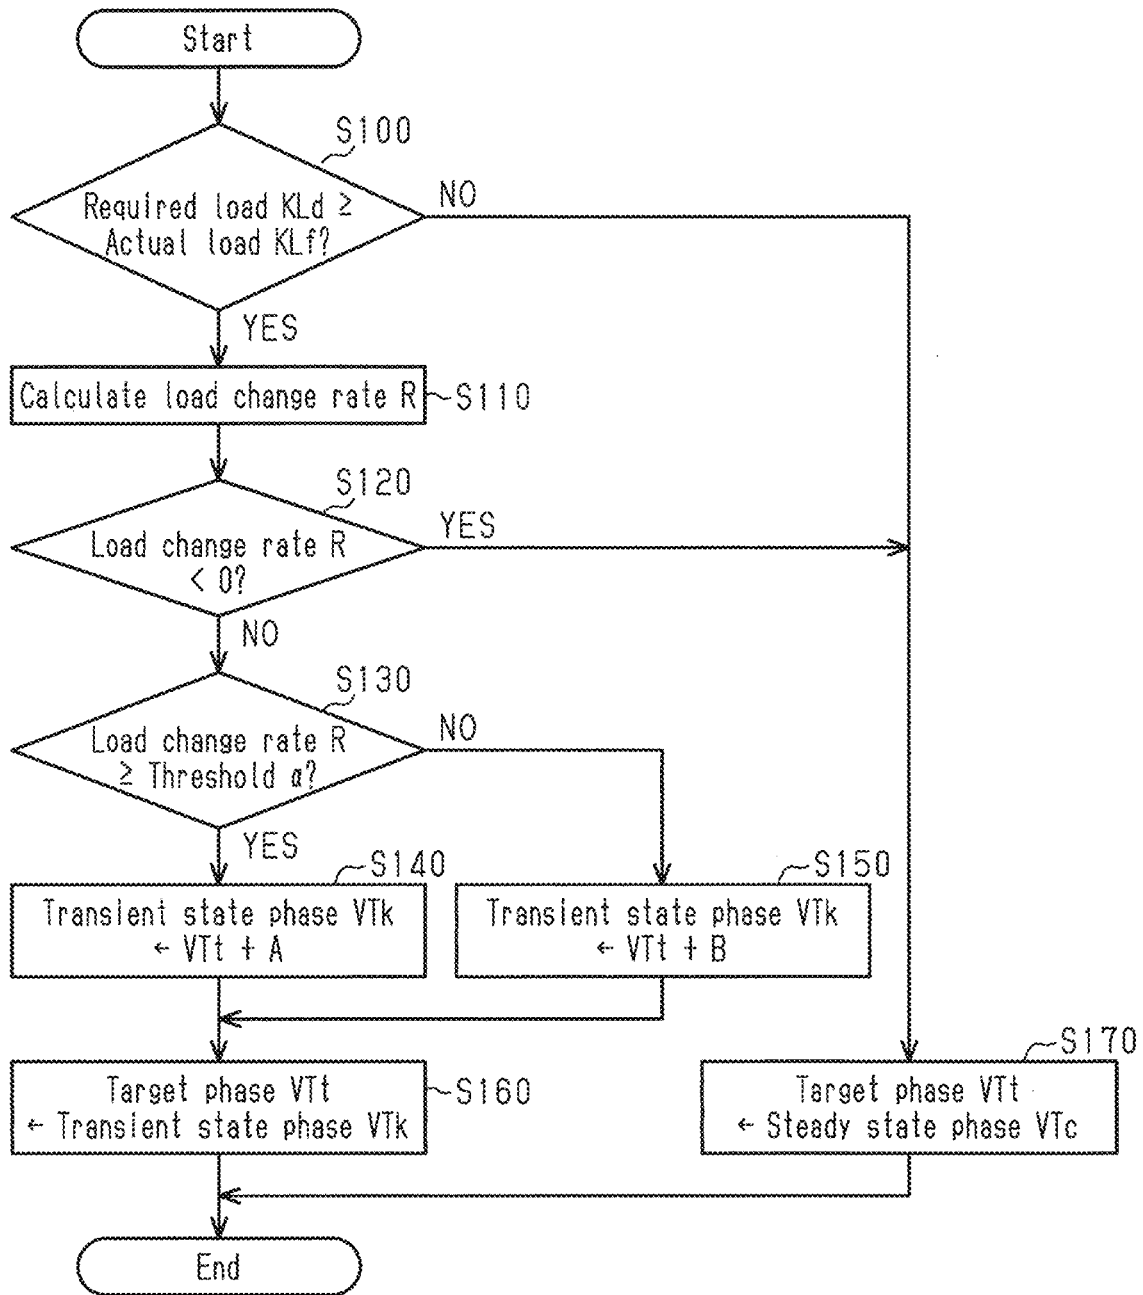 Start
S100
Required load KLd ≥
Actual load KLf?
NO
YES
Calculate load change rate R
S110
S120
Load change rate R
< 0?
YES
NO
S130
Load change rate R
≥ Threshold α?
NO
YES
S140
Transient state phase VTk
← VTt + A
S150
Transient state phase VTk
← VTt + B
Target phase VTt
← Transient state phase VTk
S160
S170
Target phase VTt
← Steady state phase VTc
End